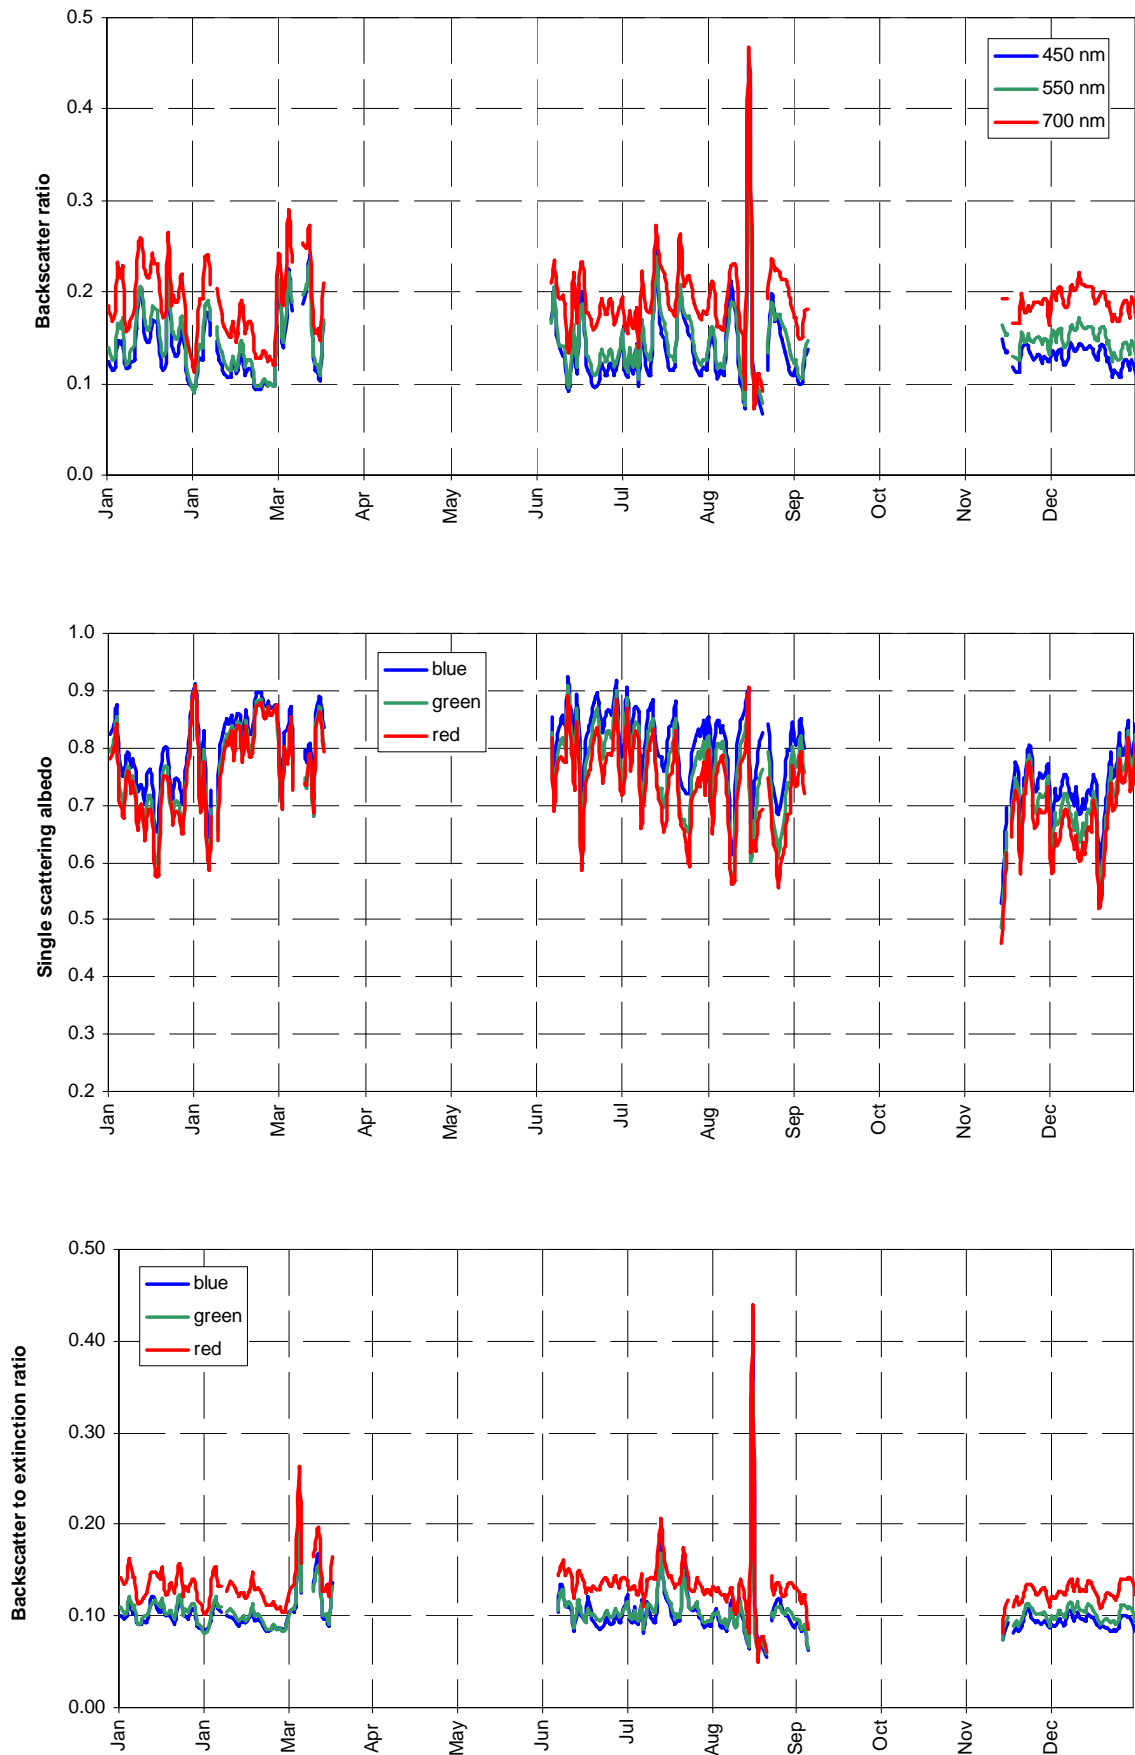 0.5
0.4
0.3
0.2
0.1
0.0
Backscatter ratio
450 nm
550 nm
700 nm
Jan
Jan
Mar
Apr
May
Jun
Jul
Aug
Sep
Oct
Nov
Dec
1.0
0.9
0.8
0.7
0.6
0.5
0.4
0.3
0.2
Single scattering albedo
blue
green
red
Jan
Jan
Mar
Apr
May
Jun
Jul
Aug
Sep
Oct
Nov
Dec
0.50
0.40
0.30
0.20
0.10
0.00
Backscatter to extinction ratio
blue
green
red
Jan
Jan
Mar
Apr
May
Jun
Jul
Aug
Sep
Oct
Nov
Dec